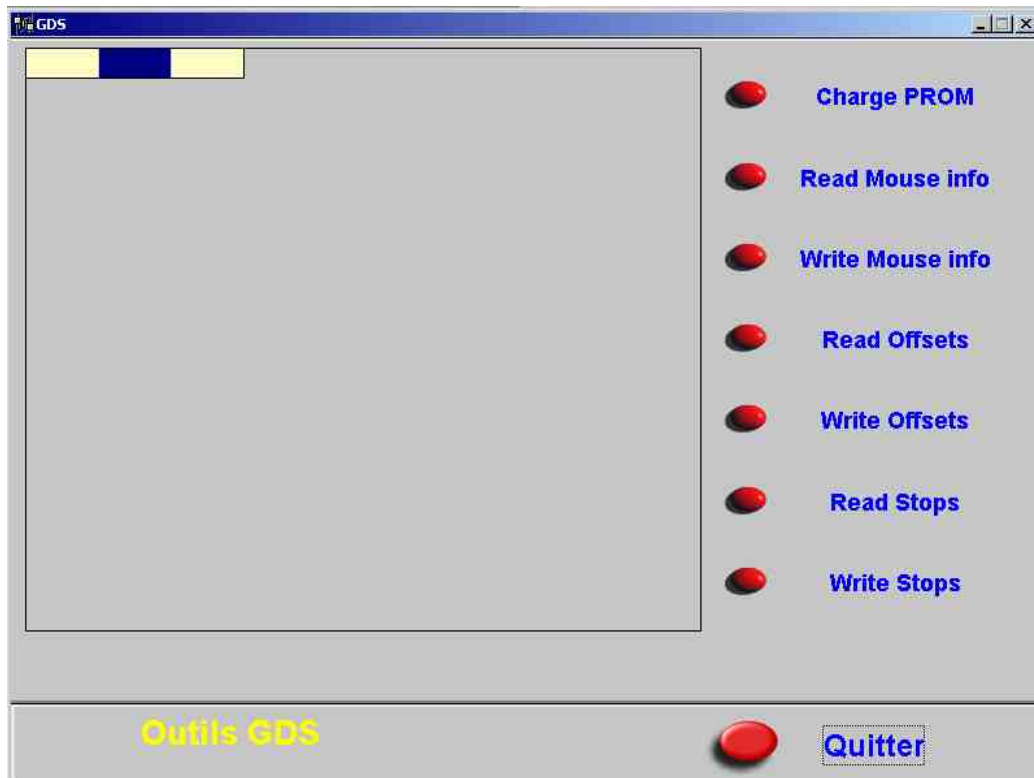 GDS
Charge PROM
Read Mouse info
Write Mouse info
Read Offsets
Write Offsets
Read Stops
Write Stops
Outils GDS
Quitter